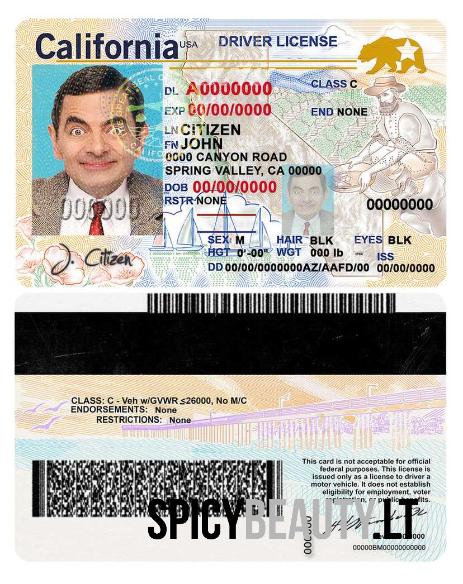 California USA DRIVER LICENSE
DL A0000000 CLASS C
EXP 00/00/0000 END NONE
LN CITIZEN
FN JOHN
0000 CANYON ROAD
SPRING VALLEY, CA 00000
DOB 00/00/0000
RSTR NONE
000000
00000000
J. Citizen
SEX M HAIR BLK EYES BLK
HGT 0'-00" WGT 000 lb ISS
DD 00/00/0000000AZ/AAFD/00 00/00/0000
CLASS: C - Veh w/GVWR ≤26000, No M/C
ENDORSEMENTS: None
RESTRICTIONS: None
This card is not acceptable for official
federal purposes. This license is
issued only as a license to drive a
motor vehicle. It does not establish
eligibility for employment, voter
registration, or public benefits.
SPICYBEAUTY.LT
00000BM00000000000